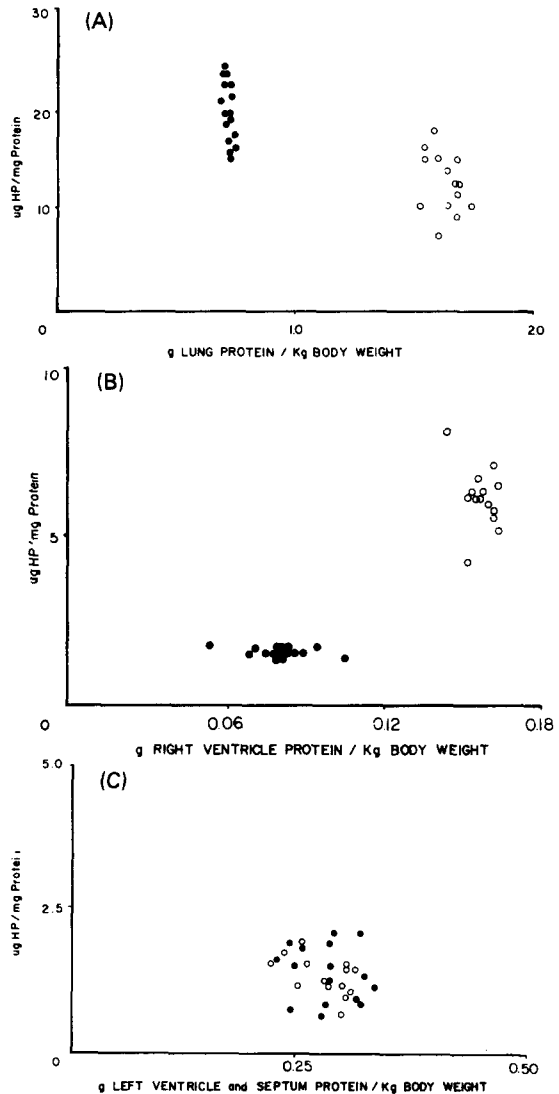 (A)
30
20
10
0
1.0
20
ug HP/mg Protein
g LUNG PROTEIN / Kg BODY WEIGHT
(B)
10
5
0
0.06
0.12
0.18
ug HP'mg Protein
g RIGHT VENTRICLE PROTEIN / Kg BODY WEIGHT
(C)
5.0
2.5
0
0.25
0.50
ug HP/mg Protein
g LEFT VENTRICLE and SEPTUM PROTEIN / Kg BODY WEIGHT